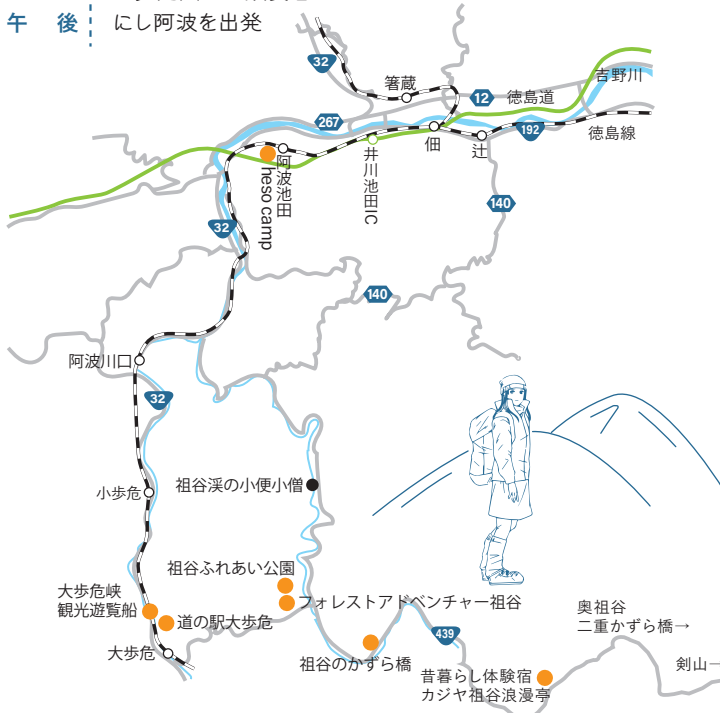 午後
にし阿波を出発
32
箸蔵
12
徳島道
吉野川
267
佃
辻
192
徳島線
阿波池田
heso camp
井川池田IC
140
32
140
阿波川口
32
小歩危
祖谷渓の小便小僧
祖谷ふれあい公園
大歩危峡
観光遊覧船
道の駅大歩危
フォレストアドベンチャー祖谷
大歩危
祖谷のかずら橋
439
奥祖谷
二重かずら橋→
剣山
昔暮らし体験宿
カジヤ祖谷浪漫亭